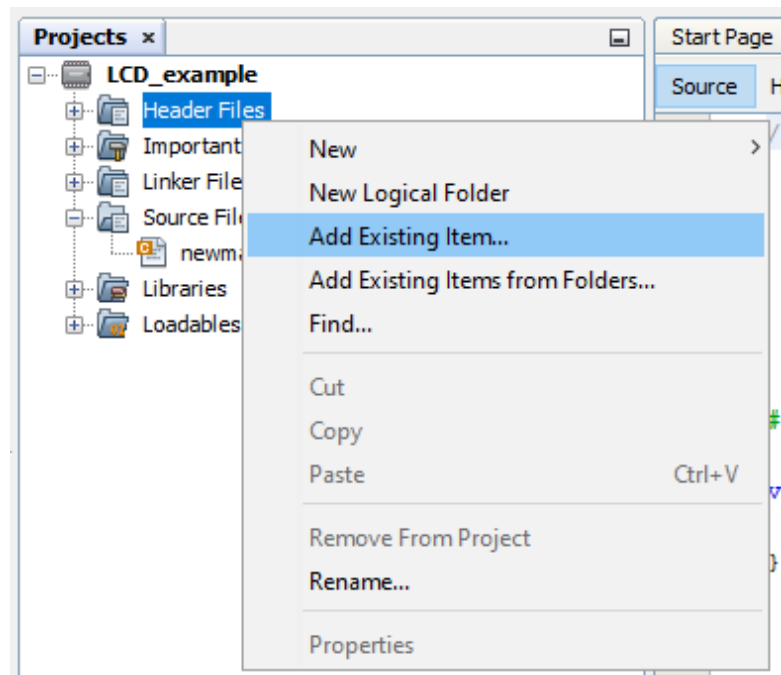 Projects ×
Start Page
LCD_example
Source H
Header Files
Important
Linker File
Source Fil
newma
Libraries
Loadables
New
New Logical Folder
Add Existing Item...
Add Existing Items from Folders...
Find...
Cut
Copy
Paste Ctrl+V
Remove From Project
Rename...
Properties
/
#
v
}